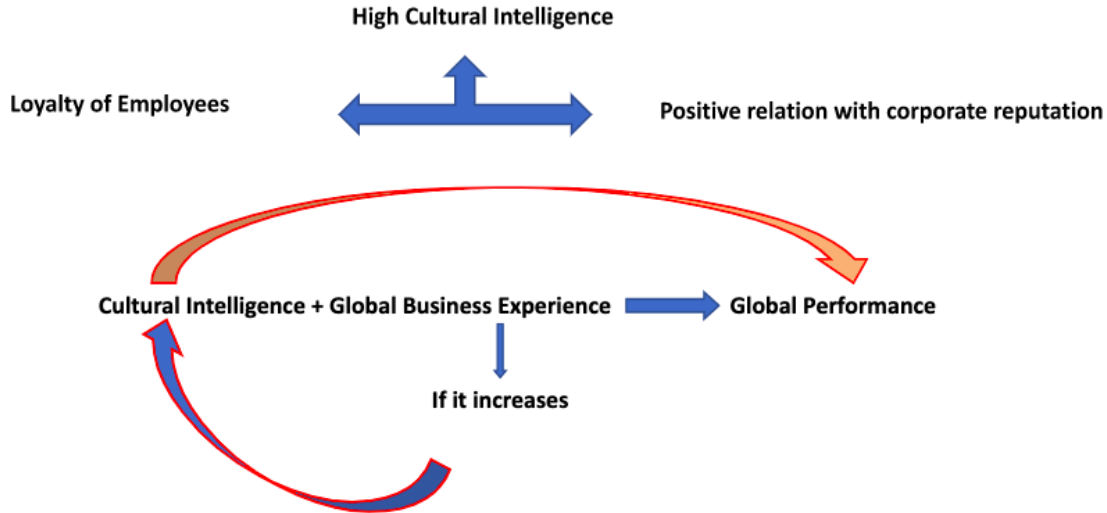 High Cultural Intelligence
Loyalty of Employees
Positive relation with corporate reputation
Cultural Intelligence + Global Business Experience
Global Performance
If it increases